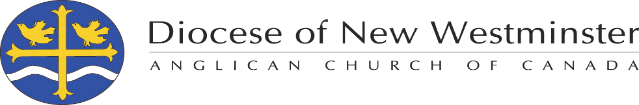 Diocese of New Westminster
ANGLICAN CHURCH OF CANADA